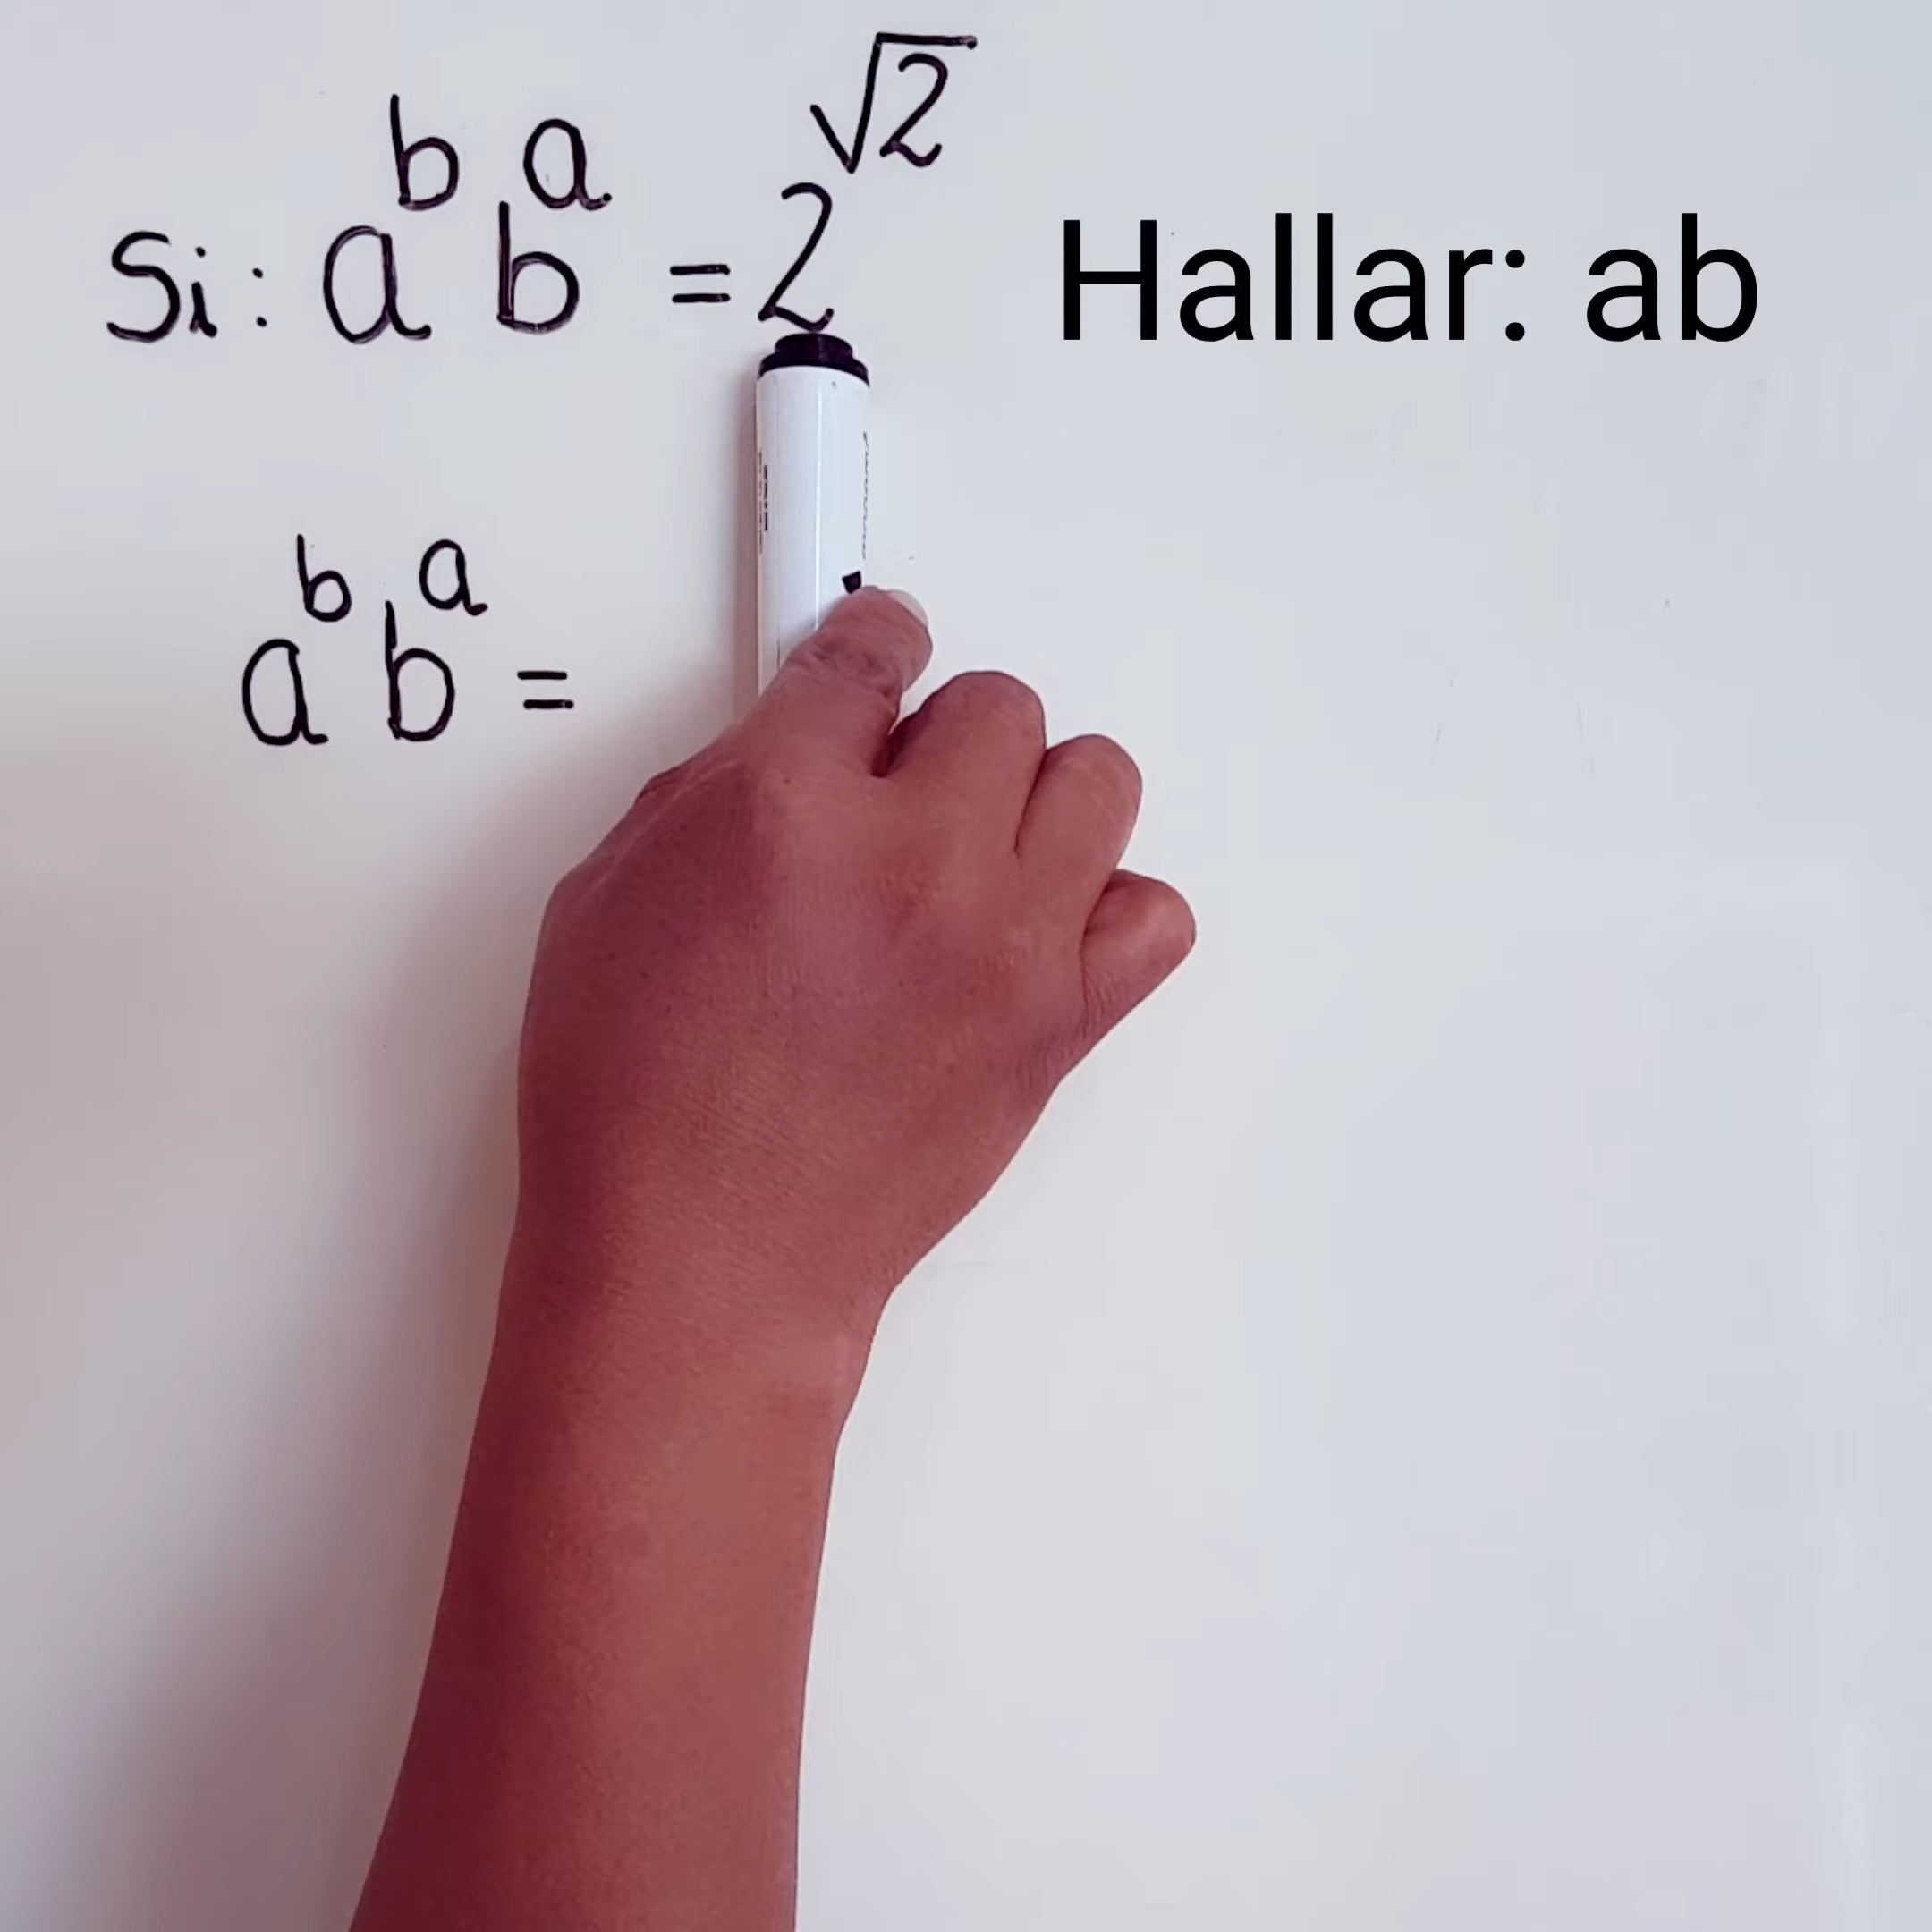 Si: a^b b^a = 2^√2 Hallar: ab
a^b b^a =